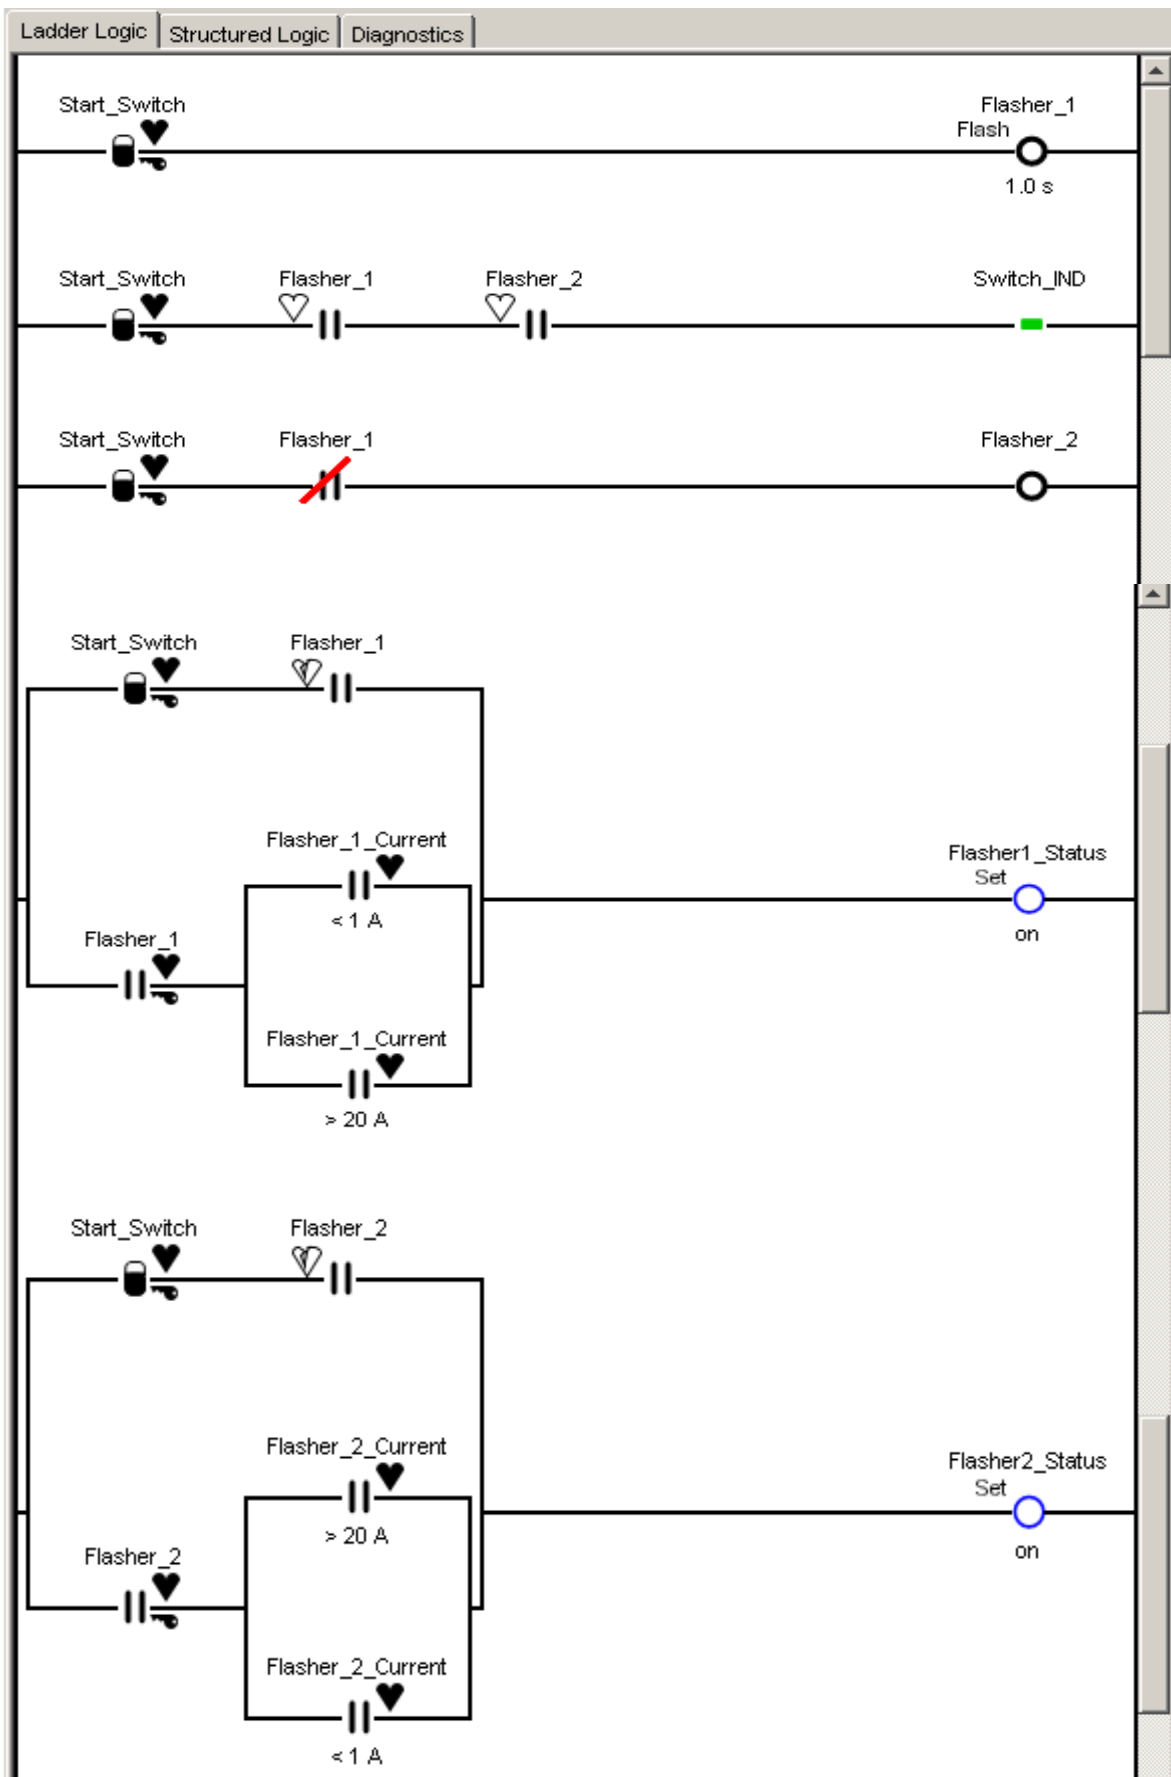 Ladder Logic Structured Logic Diagnostics
Start_Switch Flasher_1
Flash
1.0 s
Start_Switch Flasher_1 Flasher_2 Switch_IND
Start_Switch Flasher_1 Flasher_2
Start_Switch Flasher_1
Flasher_1_Current
< 1 A
Flasher1_Status
Set
on
Flasher_1
Flasher_1_Current
> 20 A
Start_Switch Flasher_2
Flasher_2_Current
> 20 A
Flasher2_Status
Set
on
Flasher_2
Flasher_2_Current
< 1 A